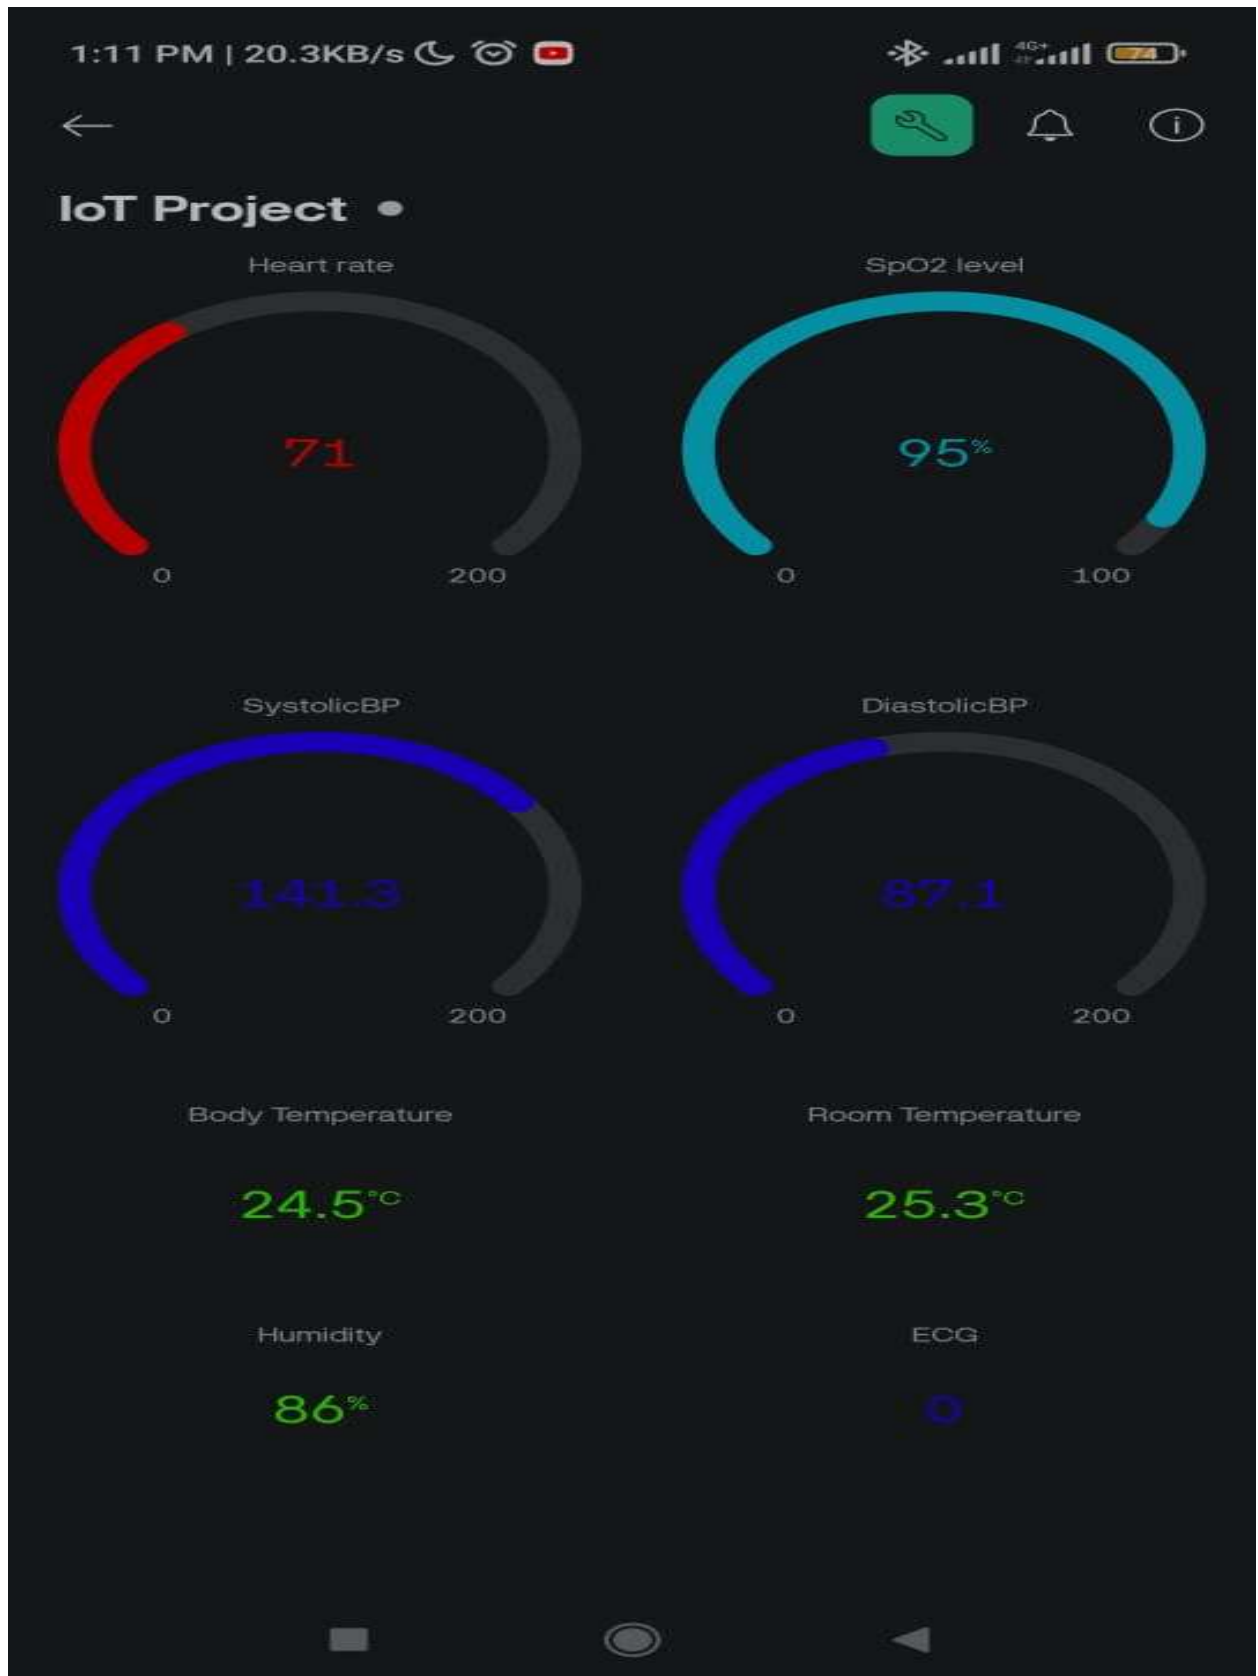 1:11 PM | 20.3KB/s 4G+ 74
IoT Project
Heart rate SpO2 level
71 95%
0 200 0 100
SystolicBP DiastolicBP
141.3 87.1
0 200 0 200
Body Temperature Room Temperature
24.5°C 25.3°C
Humidity ECG
86% 0